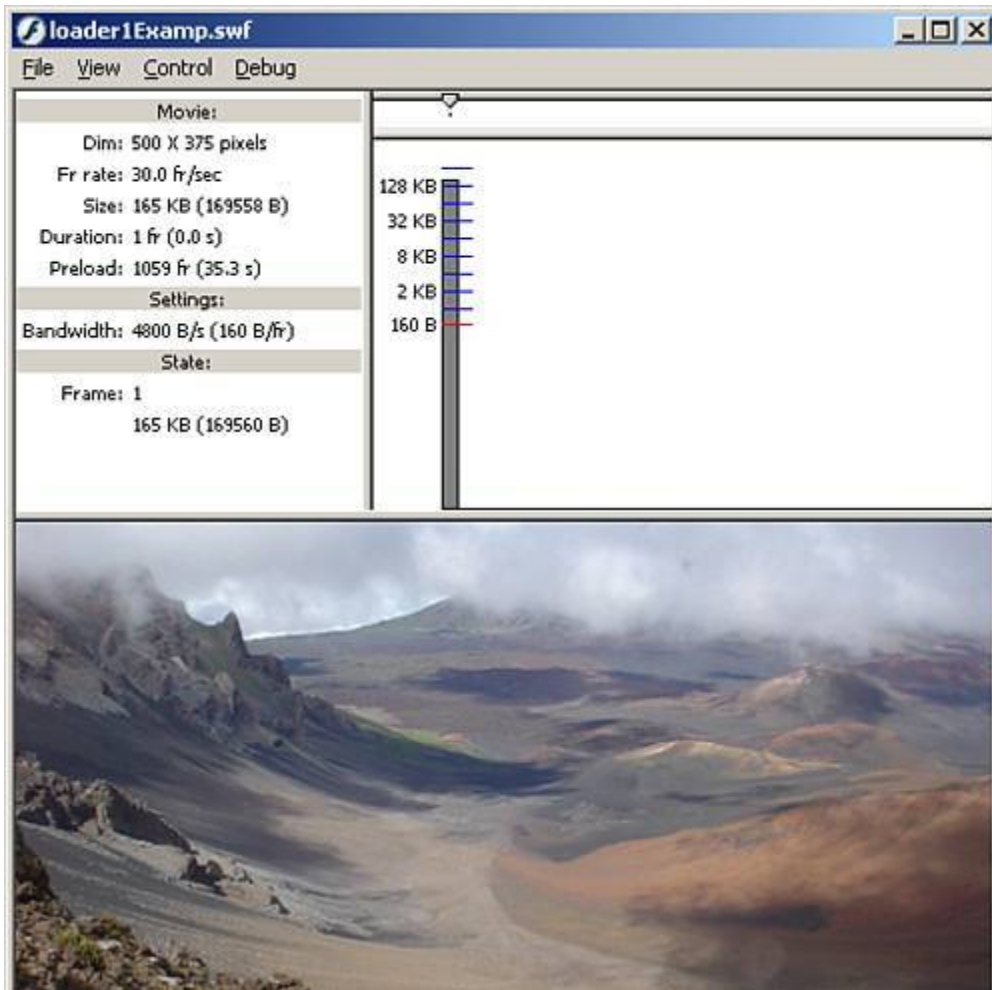 loader1Examp.swf
File View Control Debug
Movie:
Dim: 500 X 375 pixels
Fr rate: 30.0 fr/sec
Size: 165 KB (169558 B)
Duration: 1 fr (0.0 s)
Preload: 1059 fr (35.3 s)
Settings:
Bandwidth: 4800 B/s (160 B/fr)
State:
Frame: 1
165 KB (169560 B)
128 KB
32 KB
8 KB
2 KB
160 B